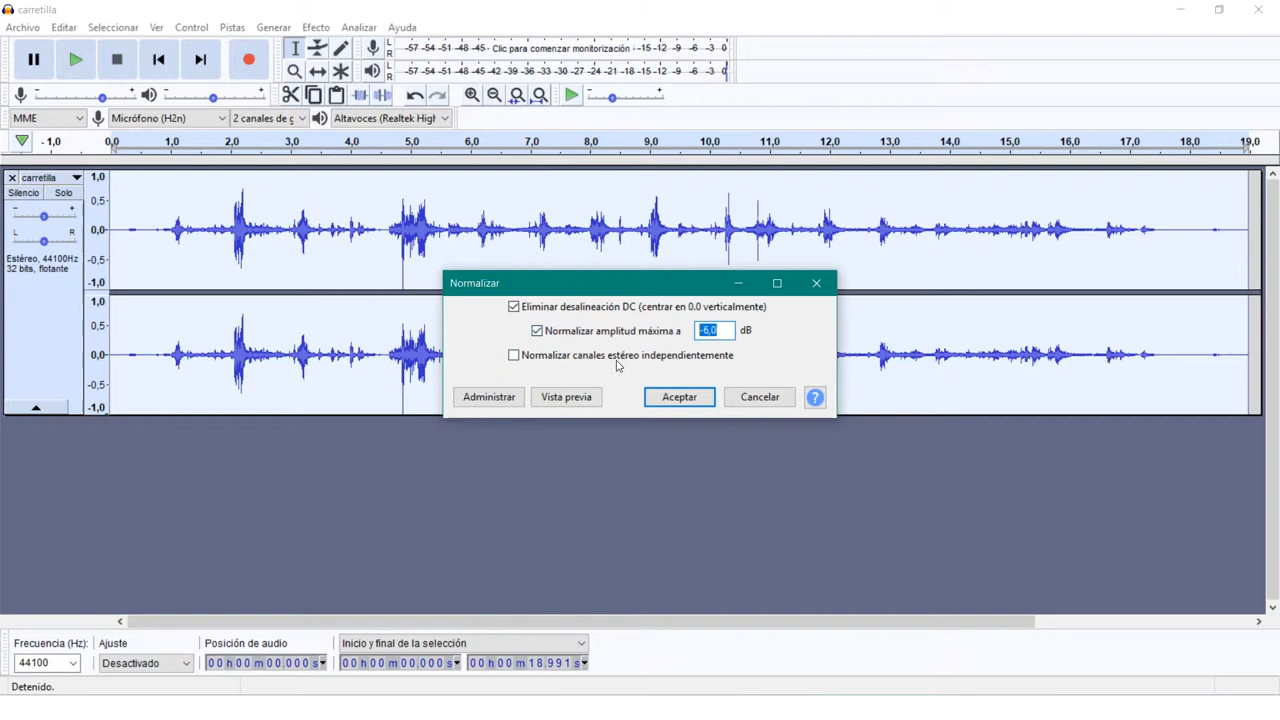 carretilla
Archivo Editar Seleccionar Ver Control Pistas Generar Efecto Analizar Ayuda
L
R
-57 -54 -51 -48 -45 - Clic para comenzar monitorización -15 -12 -9 -6 -3 0
L
R
-57 -54 -51 -48 -45 -42 -39 -36 -33 -30 -27 -24 -21 -18 -15 -12 -9 -6 -3 0
- + - + - +
MME Micrófono (H2n) 2 canales de g Altavoces (Realtek High
- 1,0 0,0 1,0 2,0 3,0 4,0 5,0 6,0 7,0 8,0 9,0 10,0 11,0 12,0 13,0 14,0 15,0 16,0 17,0 18,0 19,0
carretilla
Silencio Solo
- +
L R
Estéreo, 44100Hz
32 bits, flotante
1,0
0,5-
0,0-
-0,5-
-1,0
1,0
0,5-
0,0-
-0,5-
-1,0
Normalizar
Eliminar desalineación DC (centrar en 0.0 verticalmente)
Normalizar amplitud máxima a -6,0 dB
Normalizar canales estéreo independientemente
Administrar Vista previa Aceptar Cancelar ?
Frecuencia (Hz): Ajuste Posición de audio Inicio y final de la selección
44100 Desactivado 00 h 00 m 00.000 s 00 h 00 m 00.000 s 00 h 00 m 18.991 s
Detenido.